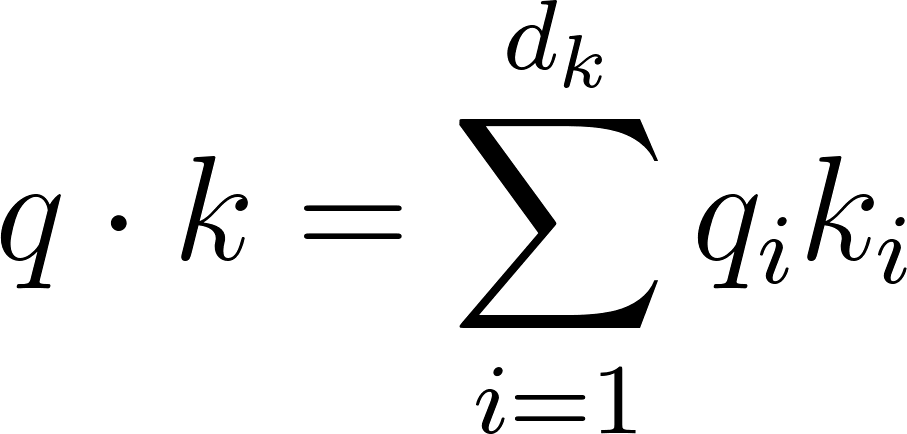 q · k = ∑_{i=1}^{d_k} q_i k_i